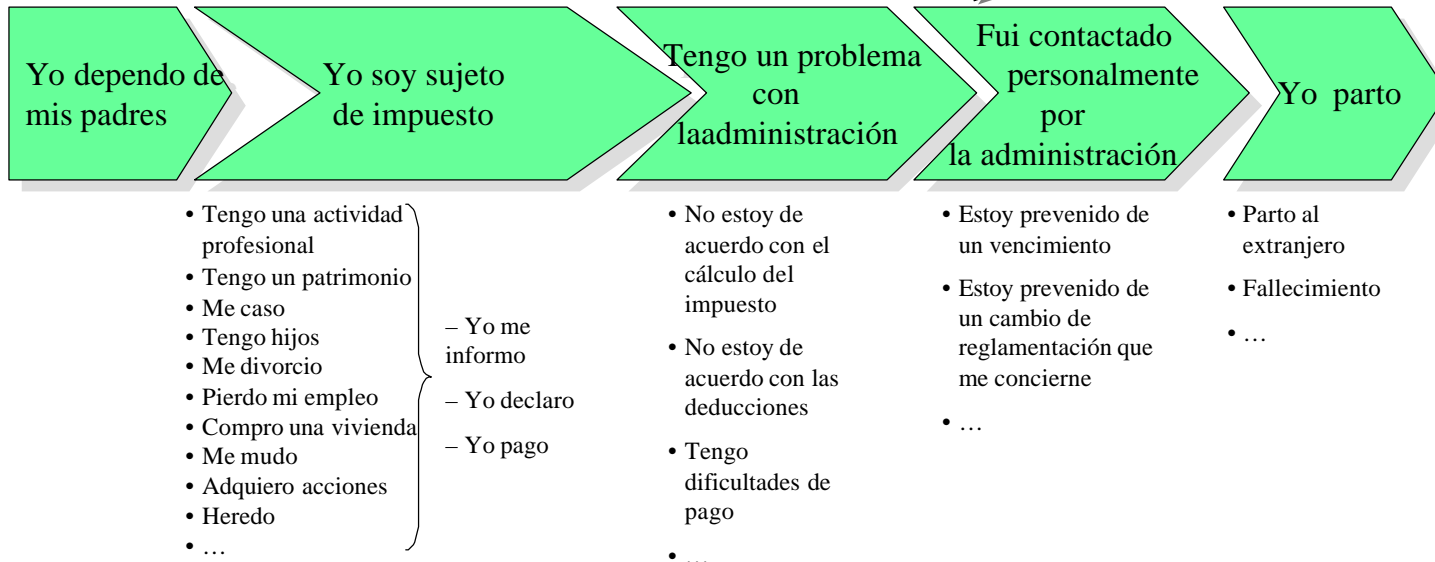 Yo dependo de
mis padres
Yo soy sujeto
de impuesto
Tengo un problema
con
laadministración
Fui contactado
personalmente
por
la administración
Yo parto
• Tengo una actividad
profesional
• Tengo un patrimonio
• Me caso
• Tengo hijos
• Me divorcio
• Pierdo mi empleo
• Compro una vivienda
• Me mudo
• Adquiero acciones
• Heredo
• …
– Yo me
informo
– Yo declaro
– Yo pago
• No estoy de
acuerdo con el
cálculo del
impuesto
• No estoy de
acuerdo con las
deducciones
• Tengo
dificultades de
pago
• …
• Estoy prevenido de
un vencimiento
• Estoy prevenido de
un cambio de
reglamentación que
me concierne
• …
• Parto al
extranjero
• Fallecimiento
• …